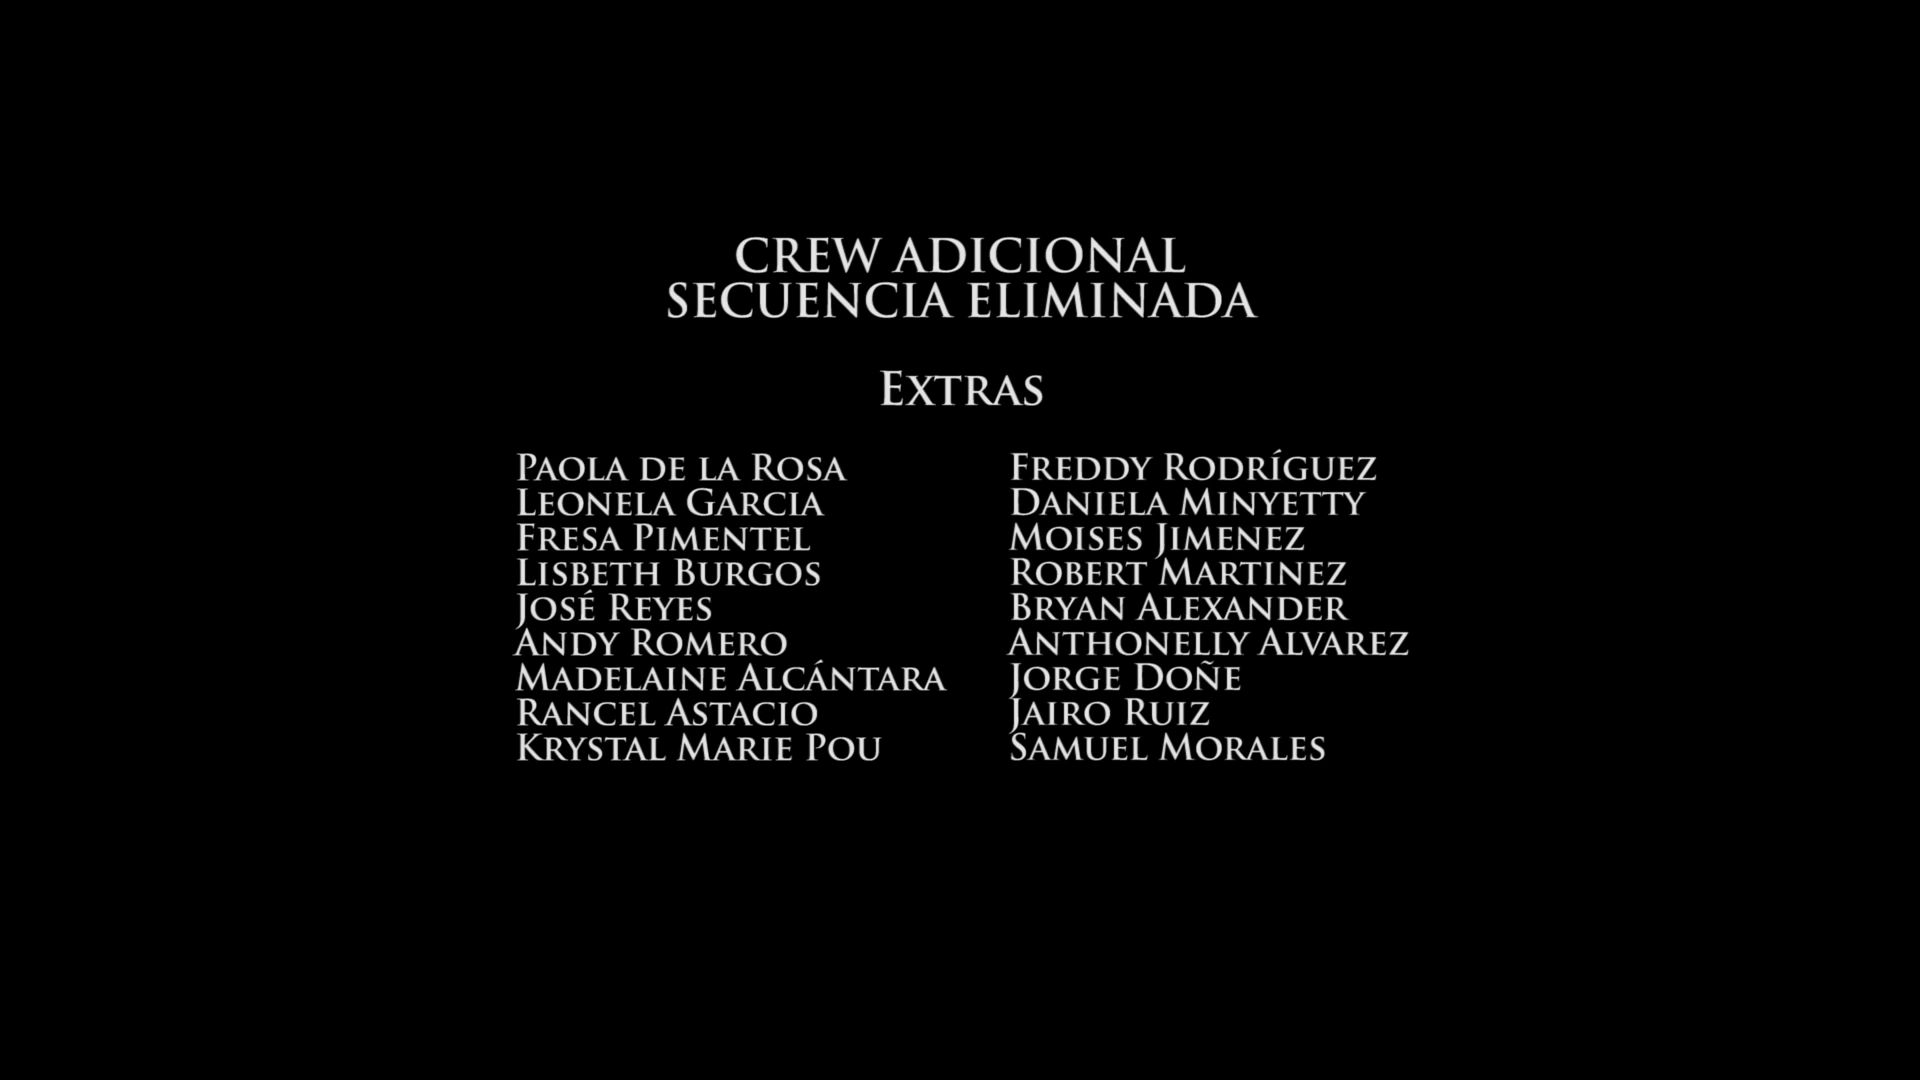 CREW ADICIONAL
SECUENCIA ELIMINADA
EXTRAS
PAOLA DE LA ROSA
LEONELA GARCIA
FRESA PIMENTEL
LISBETH BURGOS
JOSÉ REYES
ANDY ROMERO
MADELAINE ALCÁNTARA
RANCEL ASTACIO
KRYSTAL MARIE POU
FREDDY RODRÍGUEZ
DANIELA MINYETTY
MOISES JIMENEZ
ROBERT MARTINEZ
BRYAN ALEXANDER
ANTHONELLY ALVAREZ
JORGE DOÑE
JAIRO RUIZ
SAMUEL MORALES